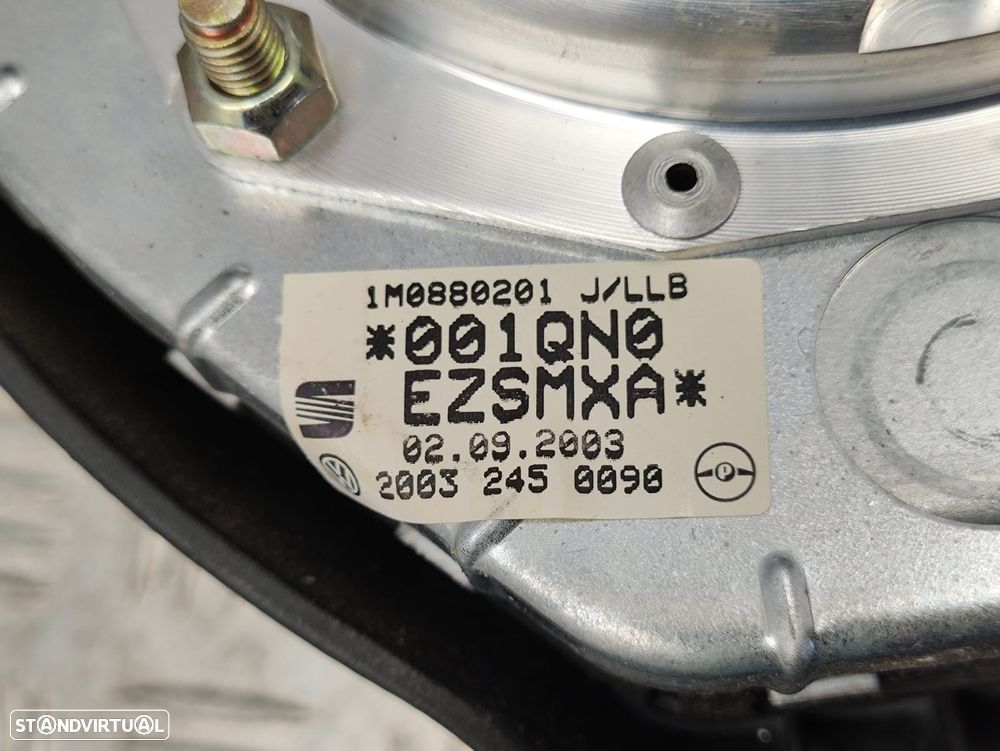 1M0880201 J/LLB
*001QN0
EZSMXA*
02.09.2003
2003 245 0090
P
STANDVIRTUAL